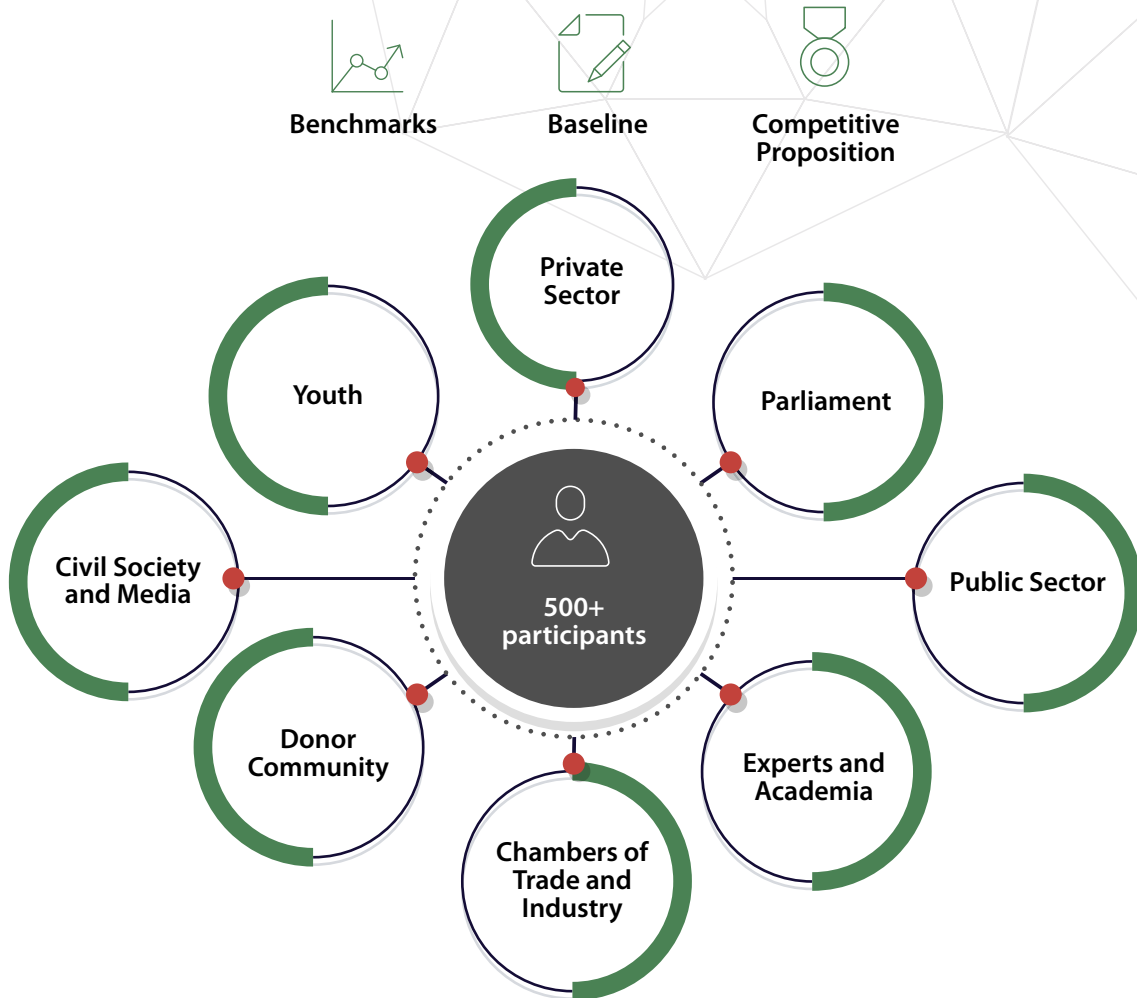 Benchmarks
Baseline
Competitive
Proposition
Private
Sector
Youth
Parliament
Civil Society
and Media
500+
participants
Public Sector
Donor
Community
Experts and
Academia
Chambers of
Trade and
Industry